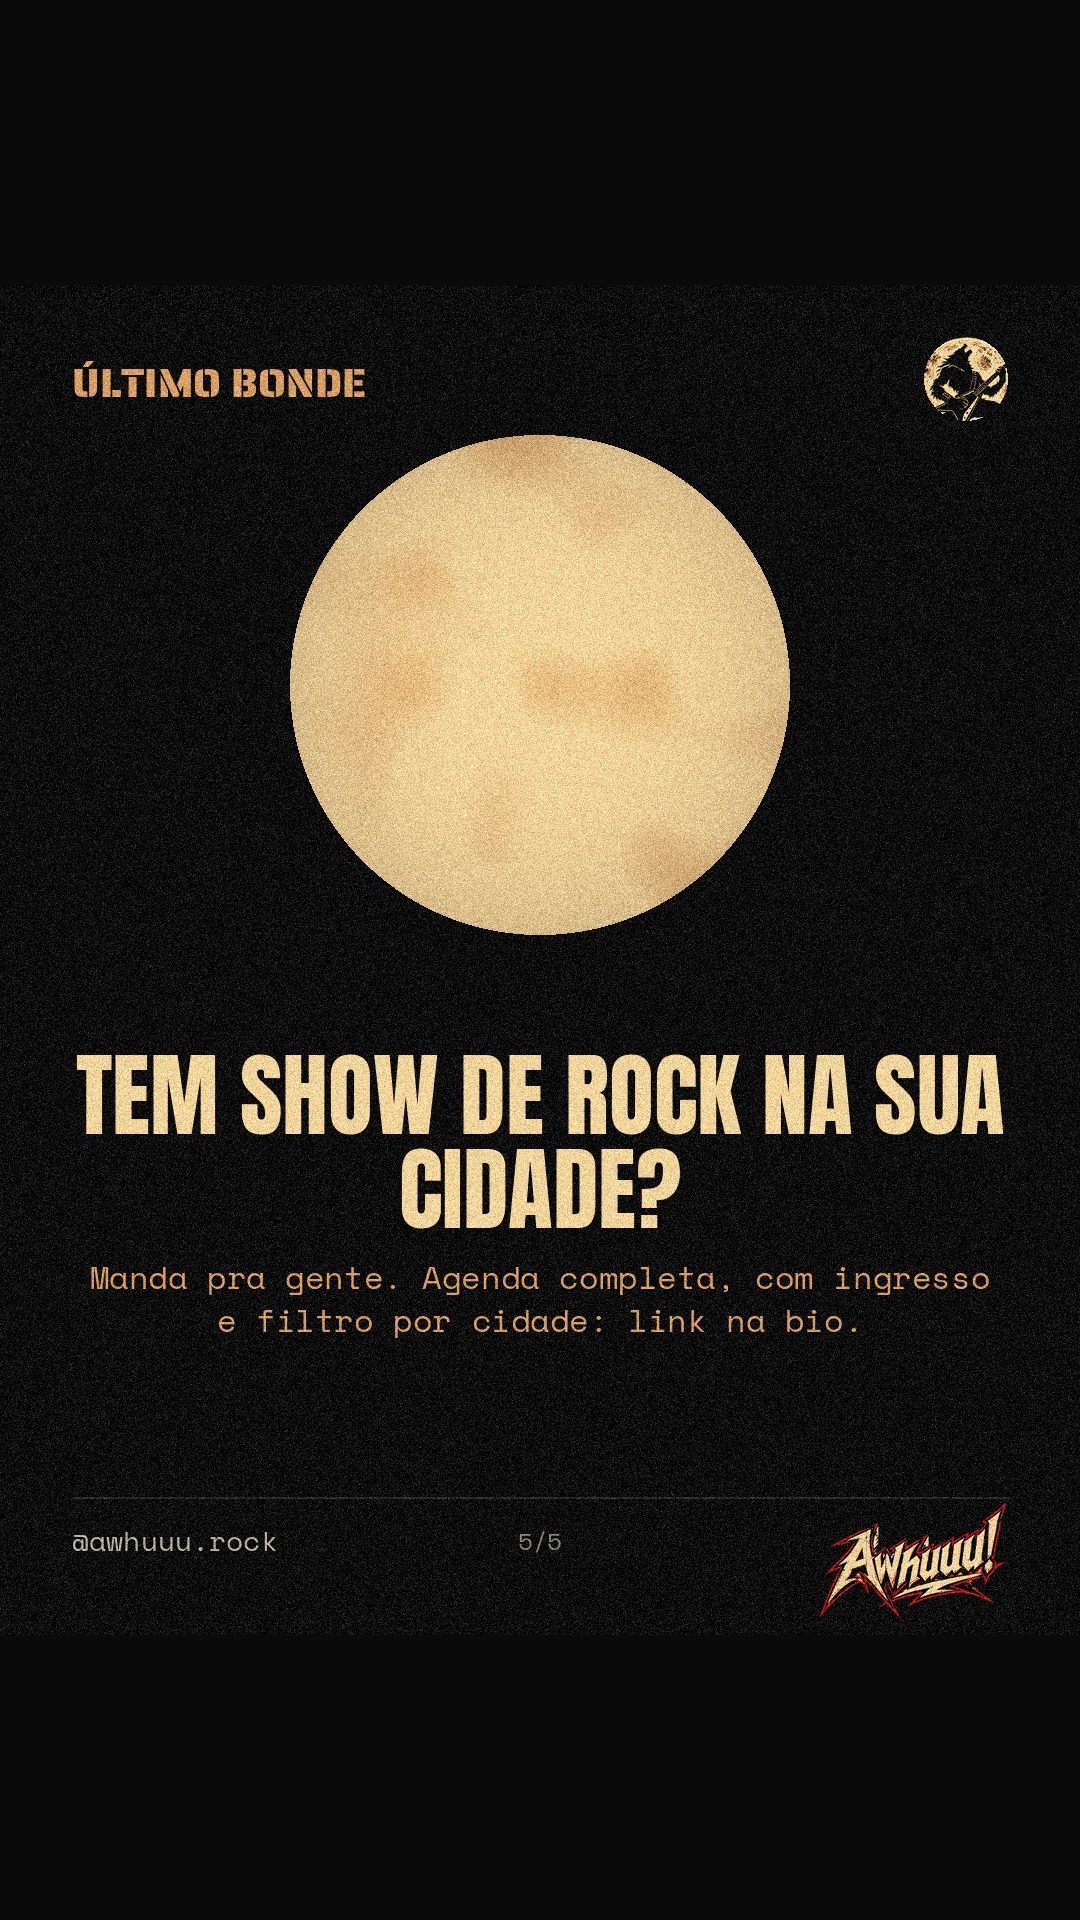 ÚLTIMO BONDE
TEM SHOW DE ROCK NA SUA
CIDADE?
Manda pra gente. Agenda completa, com ingresso
e filtro por cidade: link na bio.
@awhuuu.rock
5/5
Awhuuu!